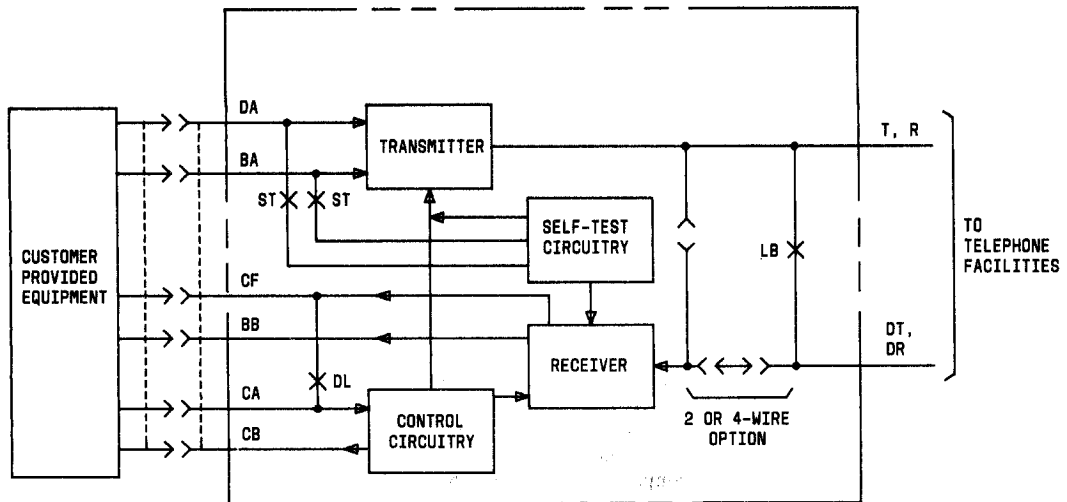 DA
TRANSMITTER
T, R
BA
ST
ST
SELF-TEST
CIRCUITRY
TO
TELEPHONE
FACILITIES
LB
CUSTOMER
PROVIDED
EQUIPMENT
CF
BB
RECEIVER
DT,
DR
DL
CA
CONTROL
CIRCUITRY
2 OR 4-WIRE
OPTION
CB